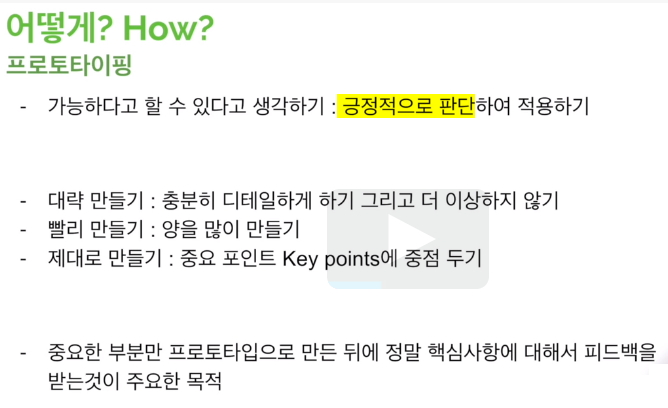 어떻게? How?
프로토타이핑
- 가능하다고 할 수 있다고 생각하기 : 긍정적으로 판단하여 적용하기
- 대략 만들기 : 충분히 디테일하게 하기 그리고 더 이상하지 않기
- 빨리 만들기 : 양을 많이 만들기
- 제대로 만들기 : 중요 포인트 Key points에 중점 두기
- 중요한 부분만 프로토타입으로 만든 뒤에 정말 핵심사항에 대해서 피드백을
받는것이 주요한 목적